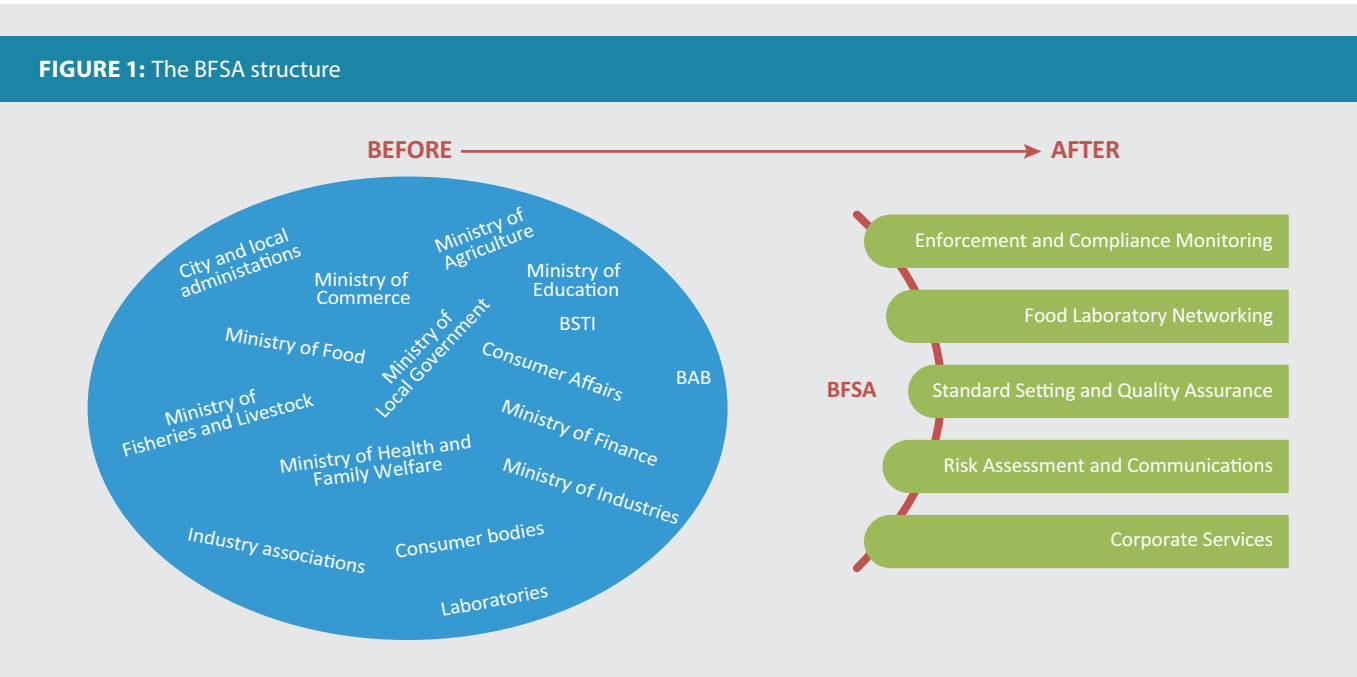 FIGURE 1: The BFSA structure
BEFORE
AFTER
City and local
administations
Ministry of
Agriculture
Ministry of
Commerce
Ministry of
Education
BSTI
Ministry of Food
Ministry of
Local Government
Consumer Affairs
BAB
Ministry of
Fisheries and Livestock
Ministry of Finance
Ministry of Health and
Family Welfare
Ministry of Industries
Industry associations
Consumer bodies
Laboratories
BFSA
Enforcement and Compliance Monitoring
Food Laboratory Networking
Standard Setting and Quality Assurance
Risk Assessment and Communications
Corporate Services